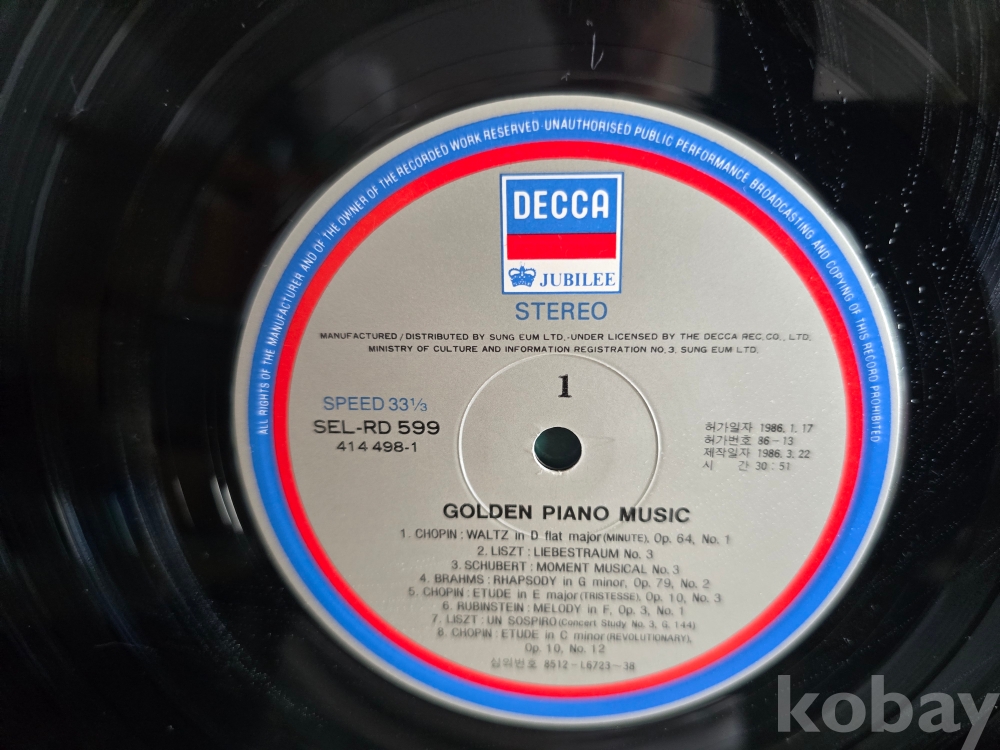 ALL RIGHTS OF THE MANUFACTURER AND OF THE OWNER OF THE RECORDED WORK RESERVED·UNAUTHORISED PUBLIC PERFORMANCE, BROADCASTING AND COPYING OF THIS RECORD PROHIBITED
DECCA
JUBILEE
STEREO
MANUFACTURED/DISTRIBUTED BY SUNG EUM LTD.·UNDER LICENSED BY THE DECCA REC.CO., LTD.
MINISTRY OF CULTURE AND INFORMATION REGISTRATION NO.3. SUNG EUM LTD.
1
SPEED 33⅓
SEL-RD 599
414 498-1
허가일자 1986. 1. 17
허가번호 86-13
제작일자 1986. 3. 22
시 간 30 : 51
GOLDEN PIANO MUSIC
1. CHOPIN : WALTZ in D flat major (MINUTE), Op. 64, No. 1
2. LISZT : LIEBESTRAUM No. 3
3. SCHUBERT : MOMENT MUSICAL No. 3
4. BRAHMS : RHAPSODY in G minor, Op. 79, No. 2
5. CHOPIN : ETUDE in E major (TRISTESSE), Op. 10, No. 3
6. RUBINSTEIN : MELODY in F, Op. 3, No. 1
7. LISZT : UN SOSPIRO (Concert Study No. 3, G. 144)
8. CHOPIN : ETUDE in C minor (REVOLUTIONARY),
Op. 10, No. 12
심의번호 8512-L6723-38
kobay